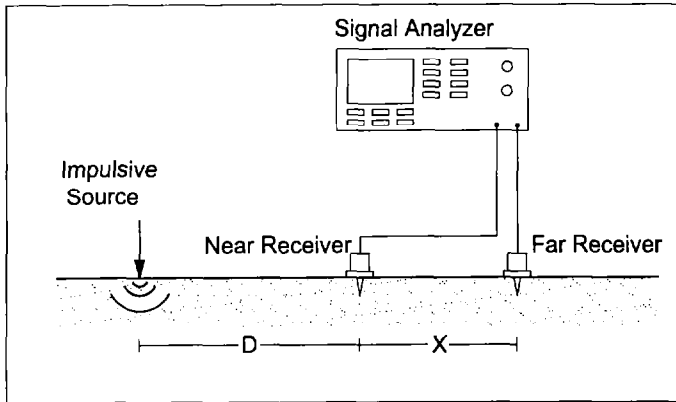 Signal Analyzer
Impulsive
Source
Near Receiver
Far Receiver
D
X